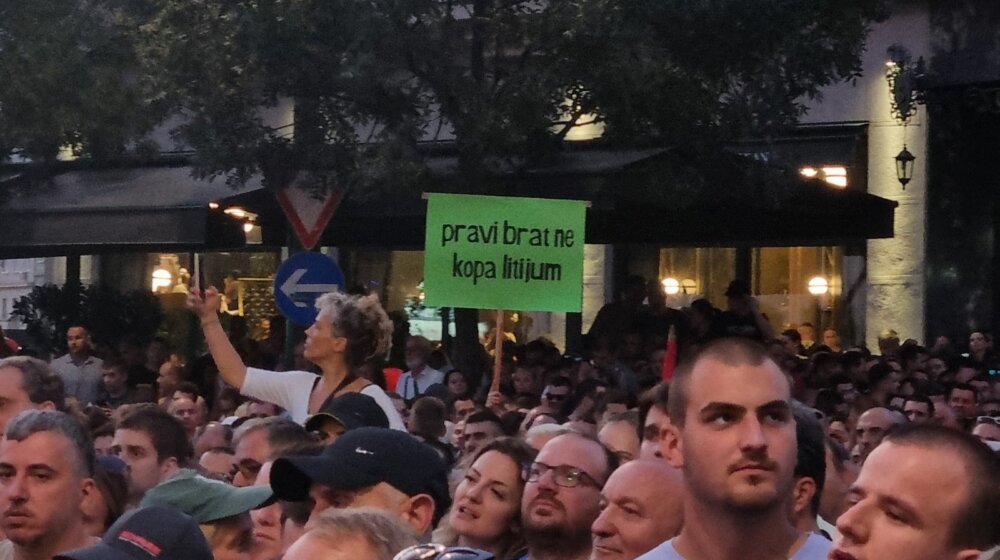 pravi brat ne
kopa litijum